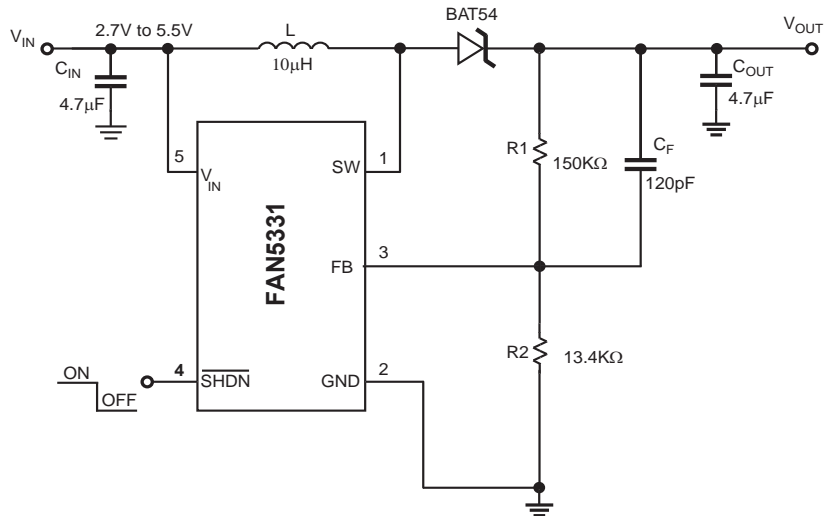 BAT54
V_IN
2.7V to 5.5V
L
V_OUT
C_IN
10μH
C_OUT
4.7μF
4.7μF
5
1
R1
C_F
V_IN
SW
150KΩ
120pF
FAN5331
FB
3
ON
4
SHDN
GND
2
R2
13.4KΩ
OFF